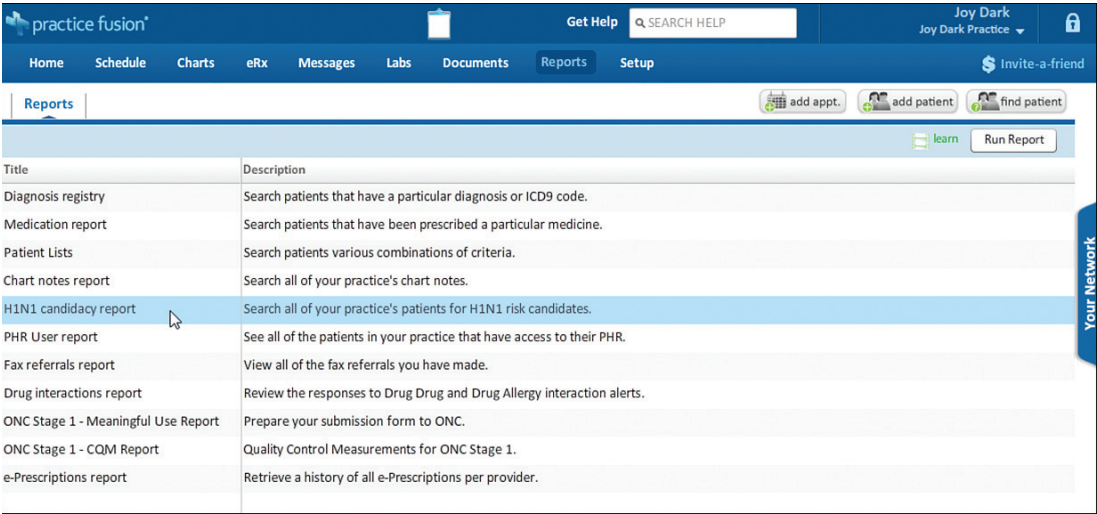 practice fusion
Get Help SEARCH HELP
Joy Dark
Joy Dark Practice
Home Schedule Charts eRx Messages Labs Documents Reports Setup
$ Invite-a-friend
Reports
add appt. add patient find patient
learn Run Report
Title Description
Diagnosis registry Search patients that have a particular diagnosis or ICD9 code.
Medication report Search patients that have been prescribed a particular medicine.
Patient Lists Search patients various combinations of criteria.
Chart notes report Search all of your practice's chart notes.
H1N1 candidacy report Search all of your practice's patients for H1N1 risk candidates.
PHR User report See all of the patients in your practice that have access to their PHR.
Fax referrals report View all of the fax referrals you have made.
Drug interactions report Review the responses to Drug Drug and Drug Allergy interaction alerts.
ONC Stage 1 - Meaningful Use Report Prepare your submission form to ONC.
ONC Stage 1 - CQM Report Quality Control Measurements for ONC Stage 1.
e-Prescriptions report Retrieve a history of all e-Prescriptions per provider.
Your Network